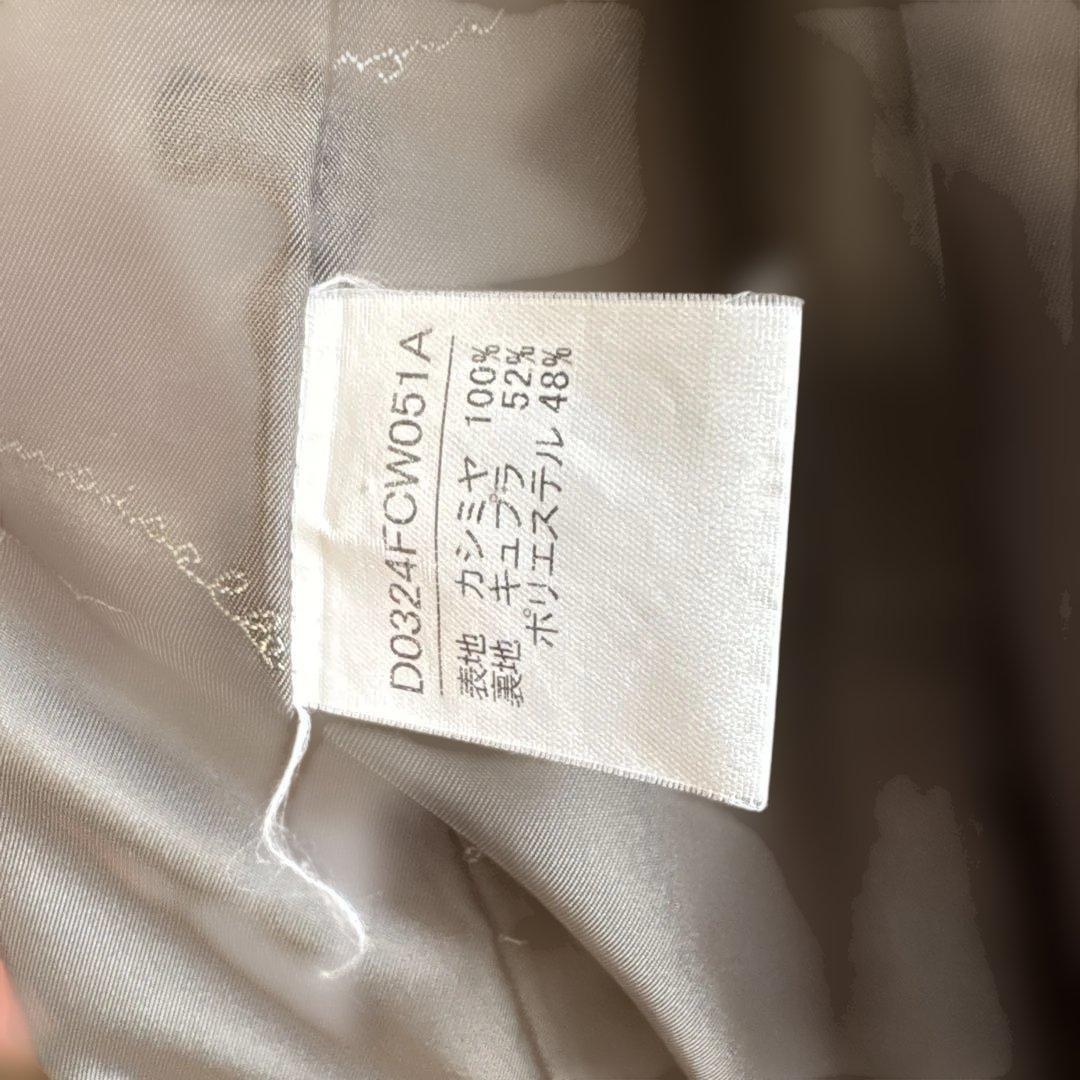 D0324FCW051A
表地 カシミヤ 100%
裏地 キュプラ 52%
ポリエステル 48%